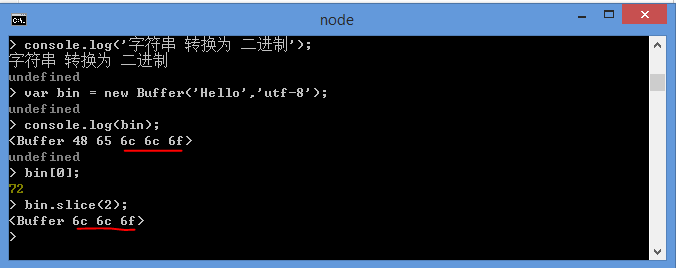 node
> console.log('字符串 转换为 二进制');
字符串 转换为 二进制
undefined
> var bin = new Buffer('Hello','utf-8');
undefined
> console.log(bin);
<Buffer 48 65 6c 6c 6f>
undefined
> bin[0];
72
> bin.slice(2);
<Buffer 6c 6c 6f>
>